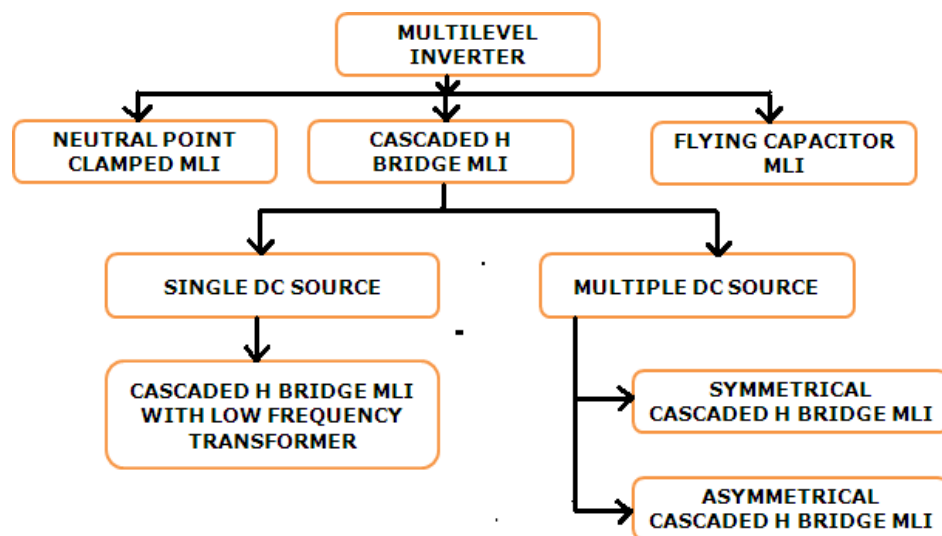 MULTILEVEL
INVERTER
NEUTRAL POINT
CLAMPED MLI
CASCADED H
BRIDGE MLI
FLYING CAPACITOR
MLI
SINGLE DC SOURCE
MULTIPLE DC SOURCE
CASCADED H BRIDGE MLI
WITH LOW FREQUENCY
TRANSFORMER
SYMMETRICAL
CASCADED H BRIDGE MLI
ASYMMETRICAL
CASCADED H BRIDGE MLI